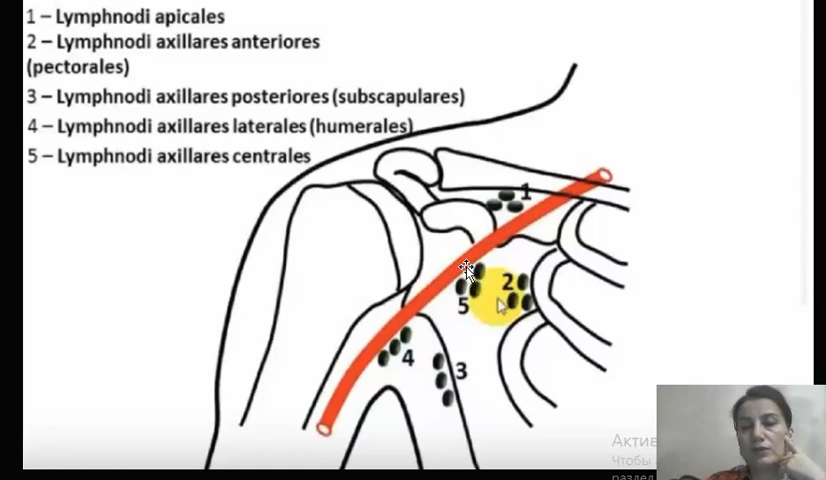 1 – Lymphnodi apicales
2 – Lymphnodi axillares anteriores
(pectorales)
3 – Lymphnodi axillares posteriores (subscapulares)
4 – Lymphnodi axillares laterales (humerales)
5 – Lymphnodi axillares centrales
1
2
5
4
3
Актив
Чтобы
раздел